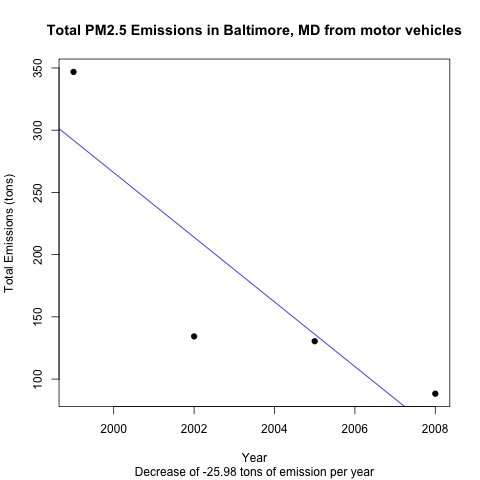 Total PM2.5 Emissions in Baltimore, MD from motor vehicles
Total Emissions (tons)
350
300
250
200
150
100
2000 2002 2004 2006 2008
Year
Decrease of -25.98 tons of emission per year